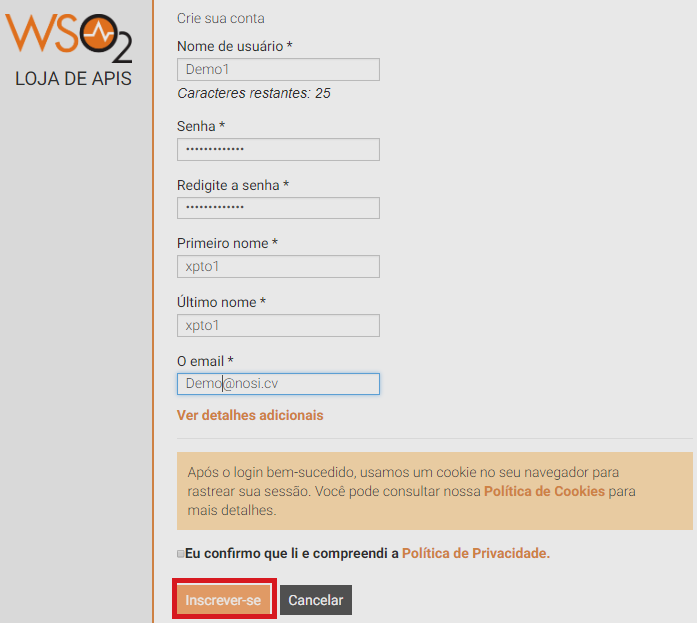 WSO2
LOJA DE APIS
Crie sua conta
Nome de usuário *
Demo1
Caracteres restantes: 25
Senha *
•••••••••••••
Redigite a senha *
•••••••••••••
Primeiro nome *
xpto1
Último nome *
xpto1
O email *
Demo@nosi.cv
Ver detalhes adicionais
Após o login bem-sucedido, usamos um cookie no seu navegador para
rastrear sua sessão. Você pode consultar nossa Política de Cookies para
mais detalhes.
Eu confirmo que li e compreendi a Política de Privacidade.
Inscrever-se Cancelar